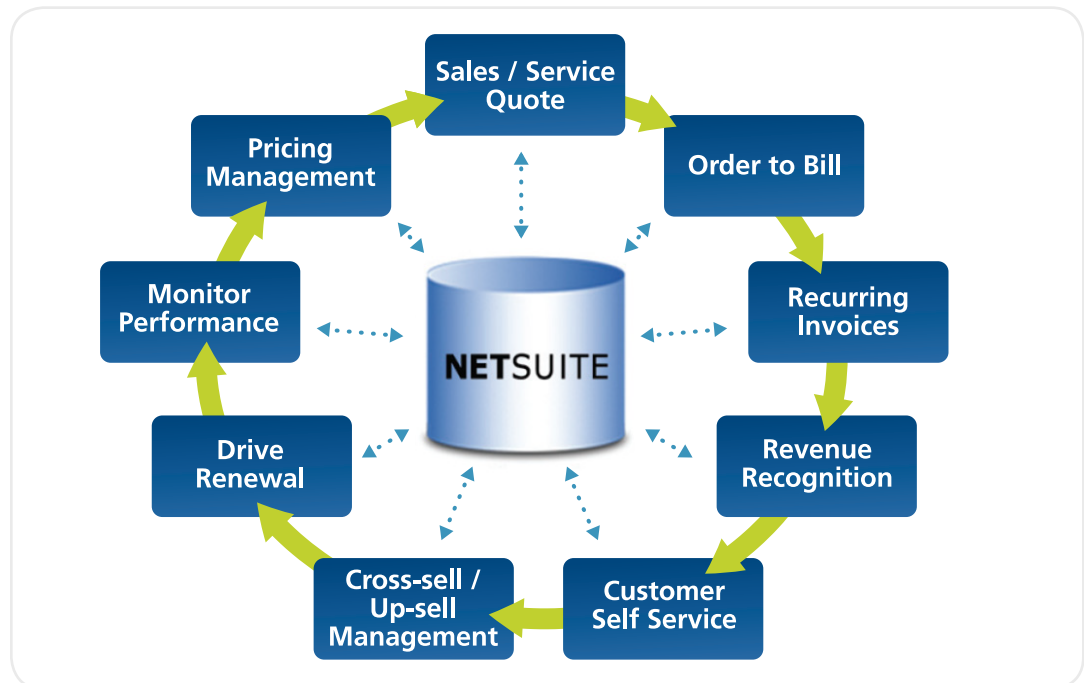 Sales / Service
Quote
Order to Bill
Recurring
Invoices
Revenue
Recognition
Customer
Self Service
Cross-sell /
Up-sell
Management
Drive
Renewal
Monitor
Performance
Pricing
Management
NETSUITE